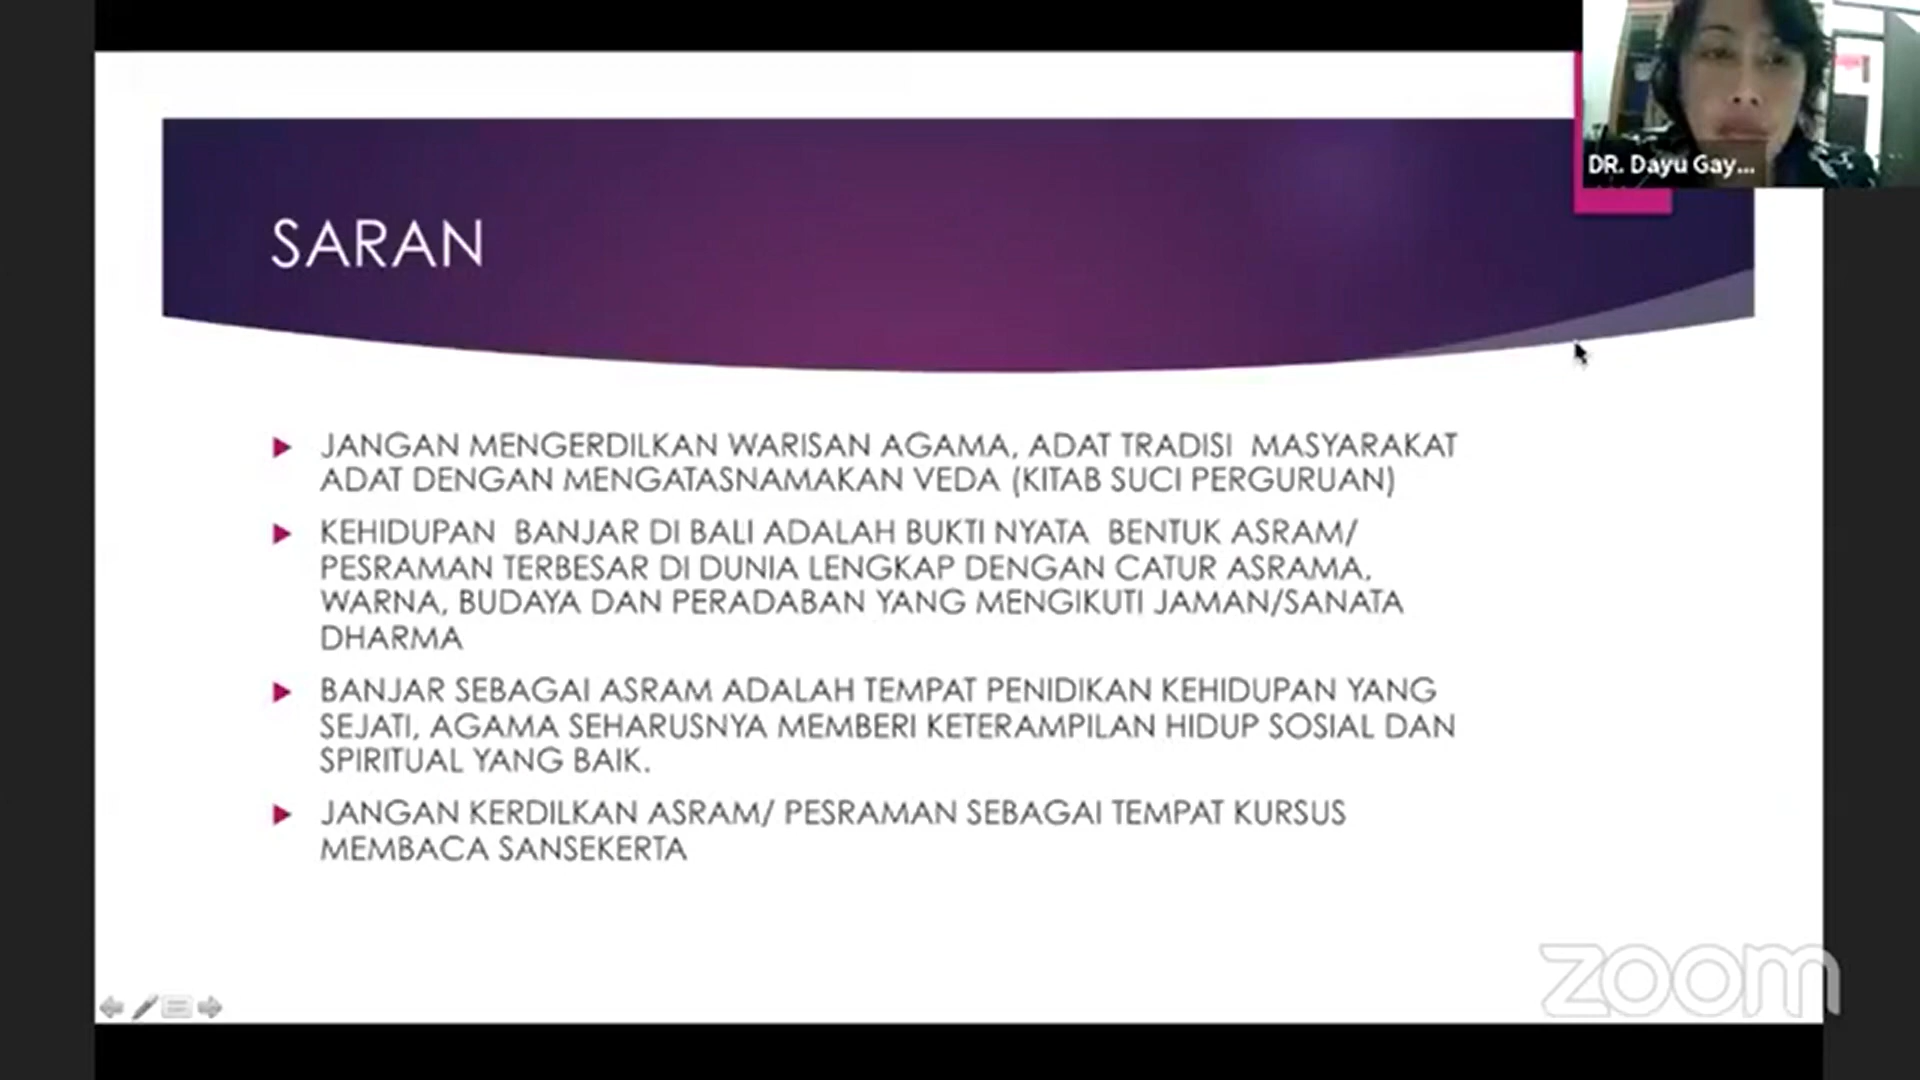 DR. Dayu Gay...
SARAN
JANGAN MENGERDILKAN WARISAN AGAMA, ADAT TRADISI MASYARAKAT
ADAT DENGAN MENGATASNAMAKAN VEDA (KITAB SUCI PERGURUAN)
KEHIDUPAN BANJAR DI BALI ADALAH BUKTI NYATA BENTUK ASRAM/
PESRAMAN TERBESAR DI DUNIA LENGKAP DENGAN CATUR ASRAMA,
WARNA, BUDAYA DAN PERADABAN YANG MENGIKUTI JAMAN/SANATA
DHARMA
BANJAR SEBAGAI ASRAM ADALAH TEMPAT PENIDIKAN KEHIDUPAN YANG
SEJATI, AGAMA SEHARUSNYA MEMBERI KETERAMPILAN HIDUP SOSIAL DAN
SPIRITUAL YANG BAIK.
JANGAN KERDILKAN ASRAM/ PESRAMAN SEBAGAI TEMPAT KURSUS
MEMBACA SANSEKERTA
zoom